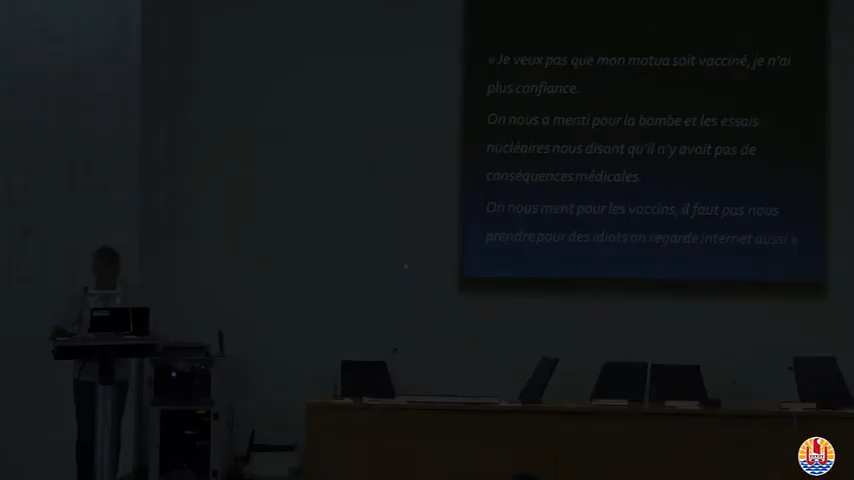 « Je veux pas que mon motua soit vacciné, je n'ai
plus confiance.
On nous a menti pour la bombe et les essais
nucléaires nous disant qu'il n'y avait pas de
conséquences médicales.
On nous ment pour les vaccins, il faut pas nous
prendre pour des idiots on regarde internet aussi »